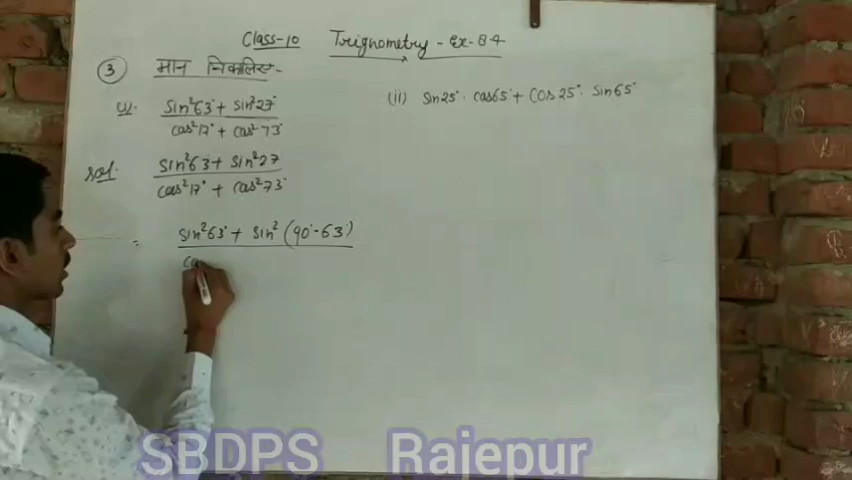 Class-10 Trignometry - Ex-8.4
③ मान निकालिए-
(i). sin²63° + sin²27°
cos²17° + cos²73°
(ii) sin25° . cos65° + cos25° . sin65°
Sol. sin²63 + sin²27
cos²17° + cos²73°
= sin²63° + sin²(90°-63°)
co
SBDPS Rajepur